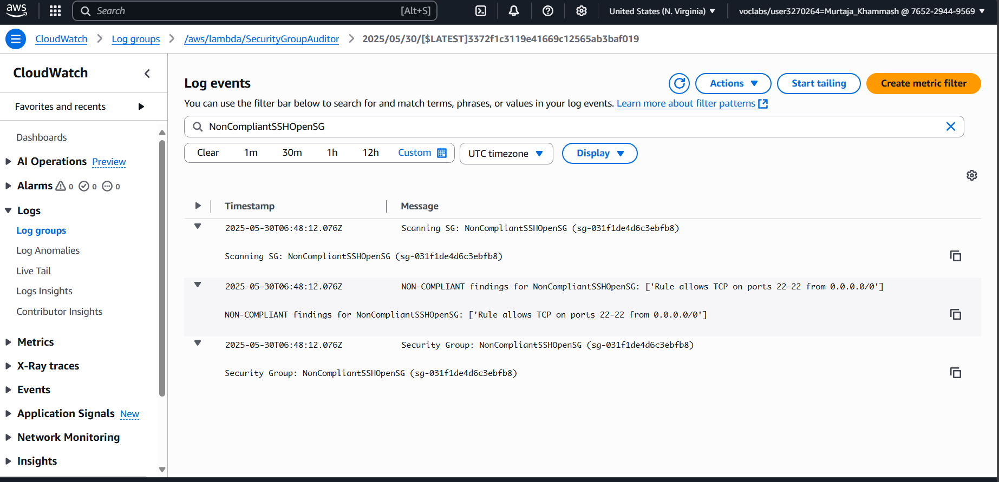 aws
Search [Alt+S]
United States (N. Virginia)
voclabs/user3270264=Murtaja_Khammash @ 7652-2944-9569
CloudWatch
Log groups
/aws/lambda/SecurityGroupAuditor
2025/05/30/[$LATEST]3372f1c3119e41669c12565ab3baf019
CloudWatch
Favorites and recents
Dashboards
AI Operations Preview
Alarms 0 0 0
Logs
Log groups
Log Anomalies
Live Tail
Logs Insights
Contributor Insights
Metrics
X-Ray traces
Events
Application Signals New
Network Monitoring
Insights
Log events
Actions
Start tailing
Create metric filter
You can use the filter bar below to search for and match terms, phrases, or values in your log events. Learn more about filter patterns
NonCompliantSSHOpenSG
Clear 1m 30m 1h 12h Custom
UTC timezone
Display
Timestamp Message
2025-05-30T06:48:12.076Z Scanning SG: NonCompliantSSHOpenSG (sg-031f1de4d6c3ebfb8)
Scanning SG: NonCompliantSSHOpenSG (sg-031f1de4d6c3ebfb8)
2025-05-30T06:48:12.076Z NON-COMPLIANT findings for NonCompliantSSHOpenSG: ['Rule allows TCP on ports 22-22 from 0.0.0.0/0']
NON-COMPLIANT findings for NonCompliantSSHOpenSG: ['Rule allows TCP on ports 22-22 from 0.0.0.0/0']
2025-05-30T06:48:12.076Z Security Group: NonCompliantSSHOpenSG (sg-031f1de4d6c3ebfb8)
Security Group: NonCompliantSSHOpenSG (sg-031f1de4d6c3ebfb8)